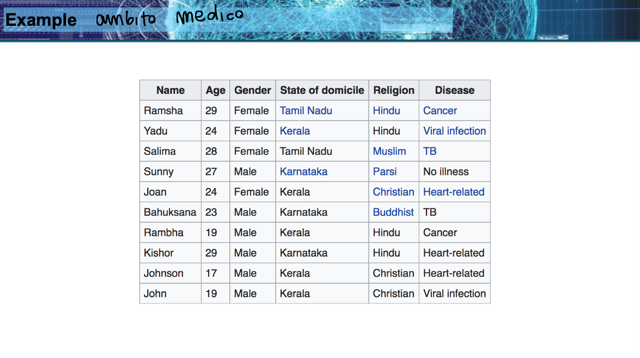 Example ambito medico
Name Age Gender State of domicile Religion Disease
Ramsha 29 Female Tamil Nadu Hindu Cancer
Yadu 24 Female Kerala Hindu Viral infection
Salima 28 Female Tamil Nadu Muslim TB
Sunny 27 Male Karnataka Parsi No illness
Joan 24 Female Kerala Christian Heart-related
Bahuksana 23 Male Karnataka Buddhist TB
Rambha 19 Male Kerala Hindu Cancer
Kishor 29 Male Karnataka Hindu Heart-related
Johnson 17 Male Kerala Christian Heart-related
John 19 Male Kerala Christian Viral infection